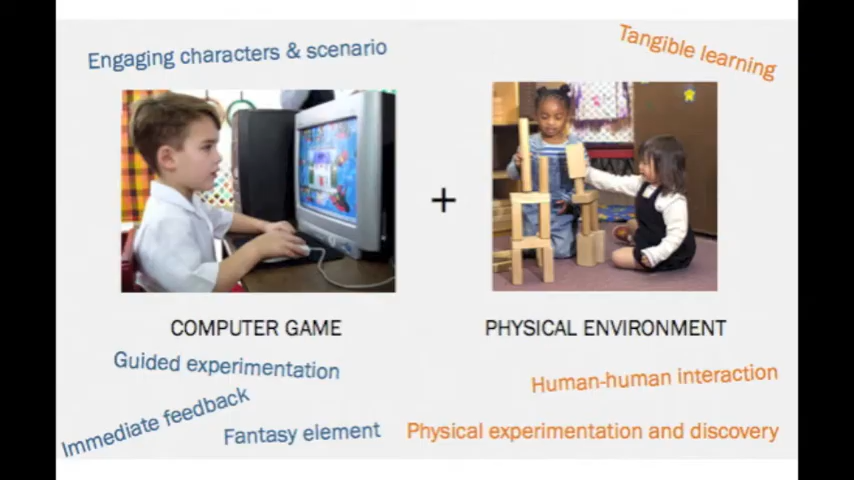 Engaging characters & scenario
Tangible learning
+
COMPUTER GAME
PHYSICAL ENVIRONMENT
Guided experimentation
Human-human interaction
Immediate feedback
Fantasy element
Physical experimentation and discovery